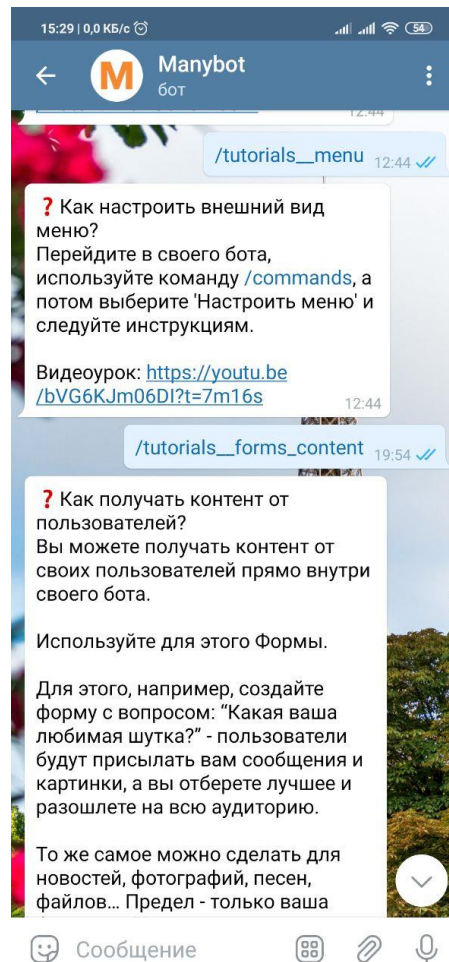 15:29 | 0,0 КБ/с
54
M
Manybot
бот
12:44
/tutorials__menu 12:44
? Как настроить внешний вид
меню?
Перейдите в своего бота,
используйте команду /commands, а
потом выберите 'Настроить меню' и
следуйте инструкциям.
Видеоурок: https://youtu.be
/bVG6KJm06DI?t=7m16s
12:44
/tutorials__forms_content 19:54
? Как получать контент от
пользователей?
Вы можете получать контент от
своих пользователей прямо внутри
своего бота.
Используйте для этого Формы.
Для этого, например, создайте
форму с вопросом: “Какая ваша
любимая шутка?” - пользователи
будут присылать вам сообщения и
картинки, а вы отберете лучшее и
разошлете на всю аудиторию.
То же самое можно сделать для
новостей, фотографий, песен,
файлов... Предел - только ваша
Сообщение